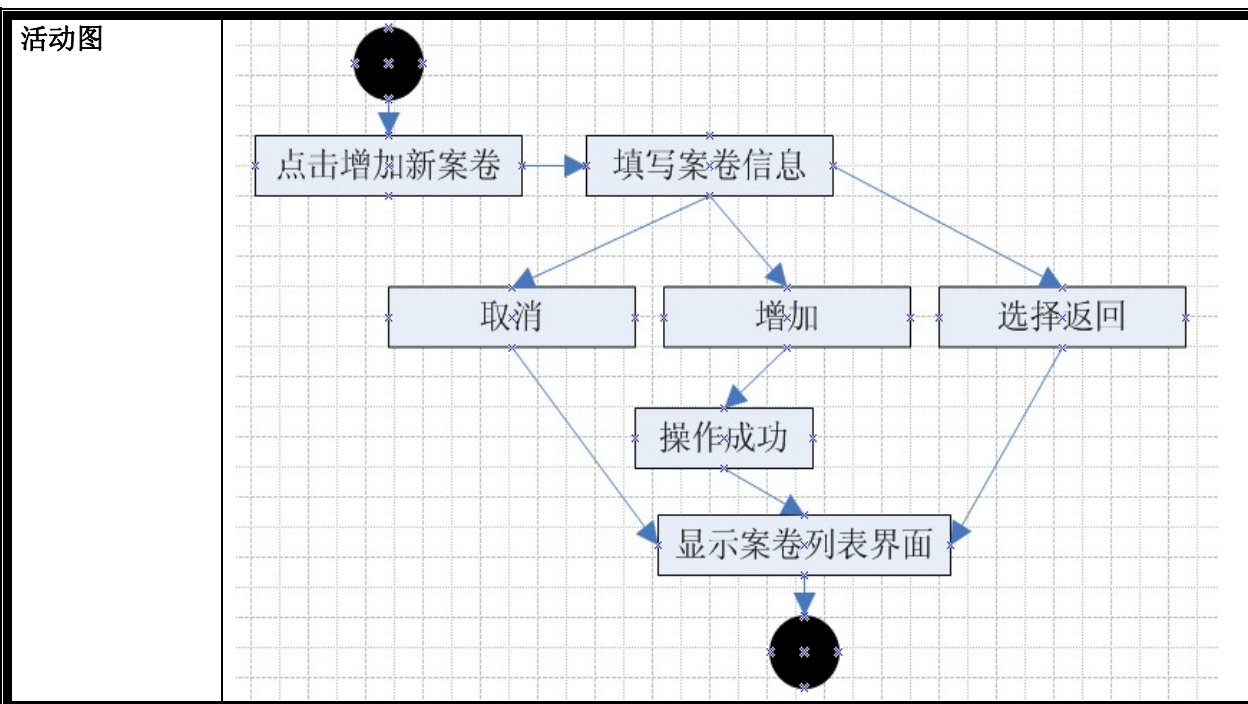 活动图
点击增加新案卷
填写案卷信息
取消
增加
选择返回
操作成功
显示案卷列表界面